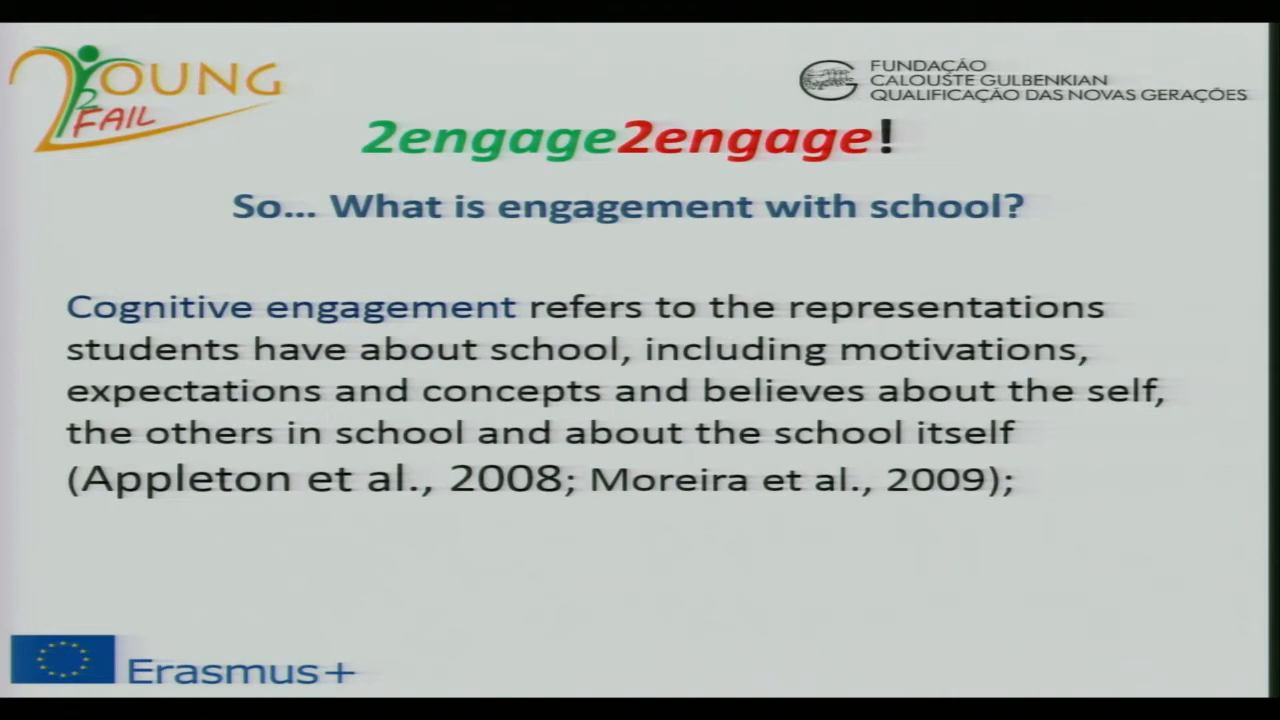 YOUNG
2
FAIL
FUNDAÇÃO
CALOUSTE GULBENKIAN
QUALIFICAÇÃO DAS NOVAS GERAÇÕES
2engage2engage!
So... What is engagement with school?
Cognitive engagement refers to the representations
students have about school, including motivations,
expectations and concepts and believes about the self,
the others in school and about the school itself
(Appleton et al., 2008; Moreira et al., 2009);
Erasmus+